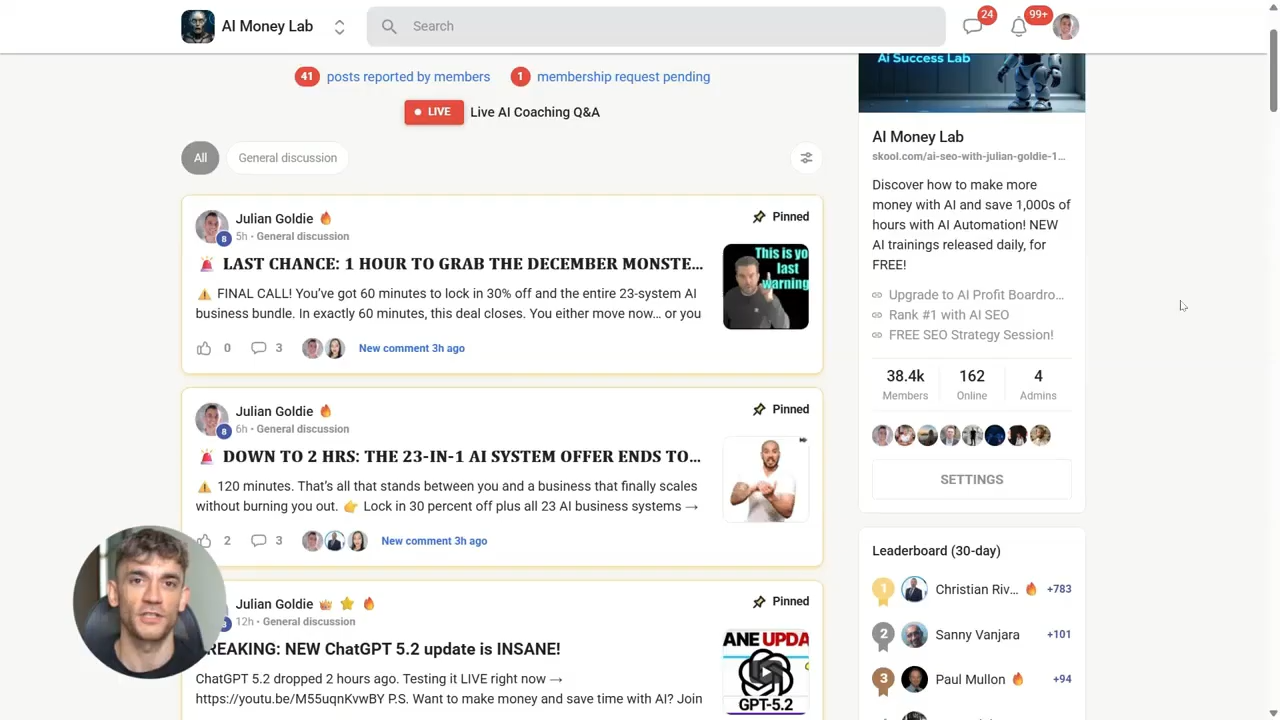 AI Money Lab
Search
24
99+
41 posts reported by members
1 membership request pending
LIVE Live AI Coaching Q&A
All
General discussion
Julian Goldie
8
5h • General discussion
Pinned
LAST CHANCE: 1 HOUR TO GRAB THE DECEMBER MONSTE...
FINAL CALL! You've got 60 minutes to lock in 30% off and the entire 23-system AI
business bundle. In exactly 60 minutes, this deal closes. You either move now… or you
This is yo
last
warning
0
3
New comment 3h ago
Julian Goldie
8
6h • General discussion
Pinned
DOWN TO 2 HRS: THE 23-IN-1 AI SYSTEM OFFER ENDS TO...
120 minutes. That's all that stands between you and a business that finally scales
without burning you out. 👉 Lock in 30 percent off plus all 23 AI business systems →
2
3
New comment 3h ago
Julian Goldie
12h • General discussion
Pinned
REAKING: NEW ChatGPT 5.2 update is INSANE!
ChatGPT 5.2 dropped 2 hours ago. Testing it LIVE right now →
https://youtu.be/M55uqnKvwBY P.S. Want to make money and save time with AI? Join
ANE UPDA
GPT-5.2
AI Success Lab
AI Money Lab
skool.com/ai-seo-with-julian-goldie-1...
Discover how to make more
money with AI and save 1,000s of
hours with AI Automation! NEW
AI trainings released daily, for
FREE!
Upgrade to AI Profit Boardro...
Rank #1 with AI SEO
FREE SEO Strategy Session!
38.4k
Members
162
Online
4
Admins
SETTINGS
Leaderboard (30-day)
1 Christian Riv... +783
2 Sanny Vanjara +101
3 Paul Mullon +94